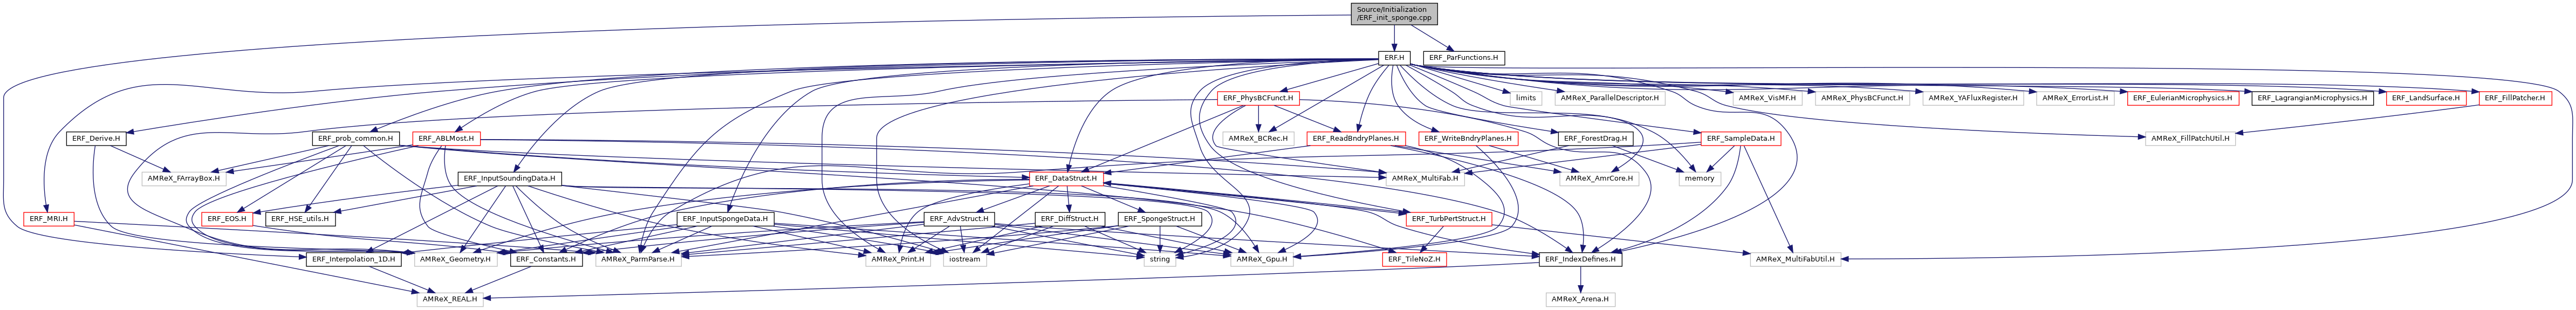 Source/Initialization
/ERF_init_sponge.cpp
ERF.H
ERF_ParFunctions.H
ERF_PhysBCFunct.H
limits
AMReX_ParallelDescriptor.H
AMReX_VisMF.H
AMReX_PhysBCFunct.H
AMReX_YAFluxRegister.H
AMReX_ErrorList.H
ERF_EulerianMicrophysics.H
ERF_LagrangianMicrophysics.H
ERF_LandSurface.H
ERF_FillPatcher.H
ERF_Derive.H
ERF_prob_common.H
ERF_ABLMost.H
AMReX_BCRec.H
ERF_ReadBndryPlanes.H
ERF_WriteBndryPlanes.H
ERF_ForestDrag.H
ERF_SampleData.H
AMReX_FillPatchUtil.H
AMReX_FArrayBox.H
ERF_InputSoundingData.H
ERF_DataStruct.H
AMReX_MultiFab.H
AMReX_AmrCore.H
memory
ERF_MRI.H
ERF_EOS.H
ERF_HSE_utils.H
ERF_InputSpongeData.H
ERF_AdvStruct.H
ERF_DiffStruct.H
ERF_SpongeStruct.H
ERF_TurbPertStruct.H
ERF_Interpolation_1D.H
AMReX_Geometry.H
ERF_Constants.H
AMReX_ParmParse.H
AMReX_Print.H
iostream
string
AMReX_Gpu.H
ERF_TileNoZ.H
ERF_IndexDefines.H
AMReX_MultiFabUtil.H
AMReX_REAL.H
AMReX_Arena.H